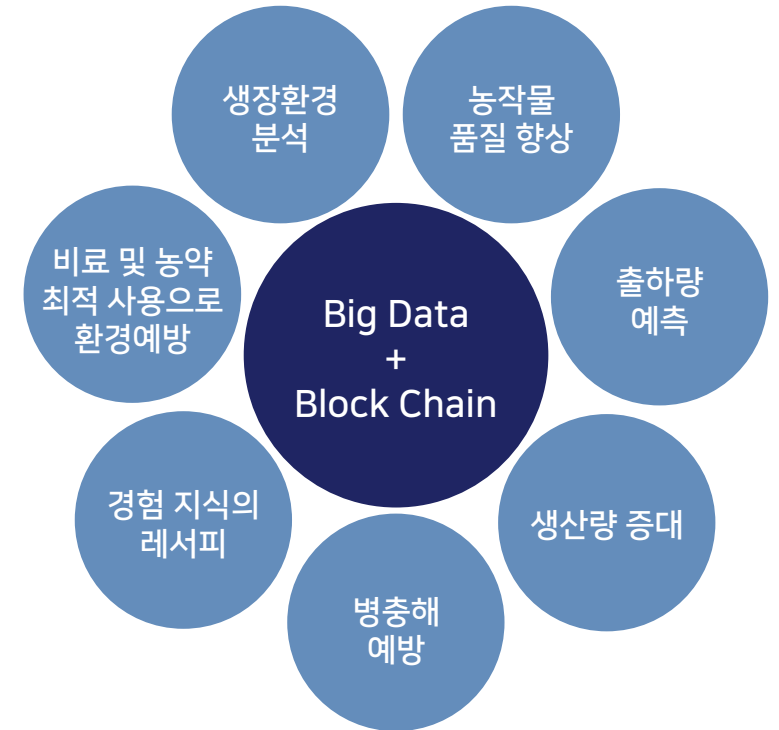 생장환경
분석
농작물
품질 향상
비료 및 농약
최적 사용으로
환경예방
Big Data
+
Block Chain
출하량
예측
경험 지식의
레서피
생산량 증대
병충해
예방